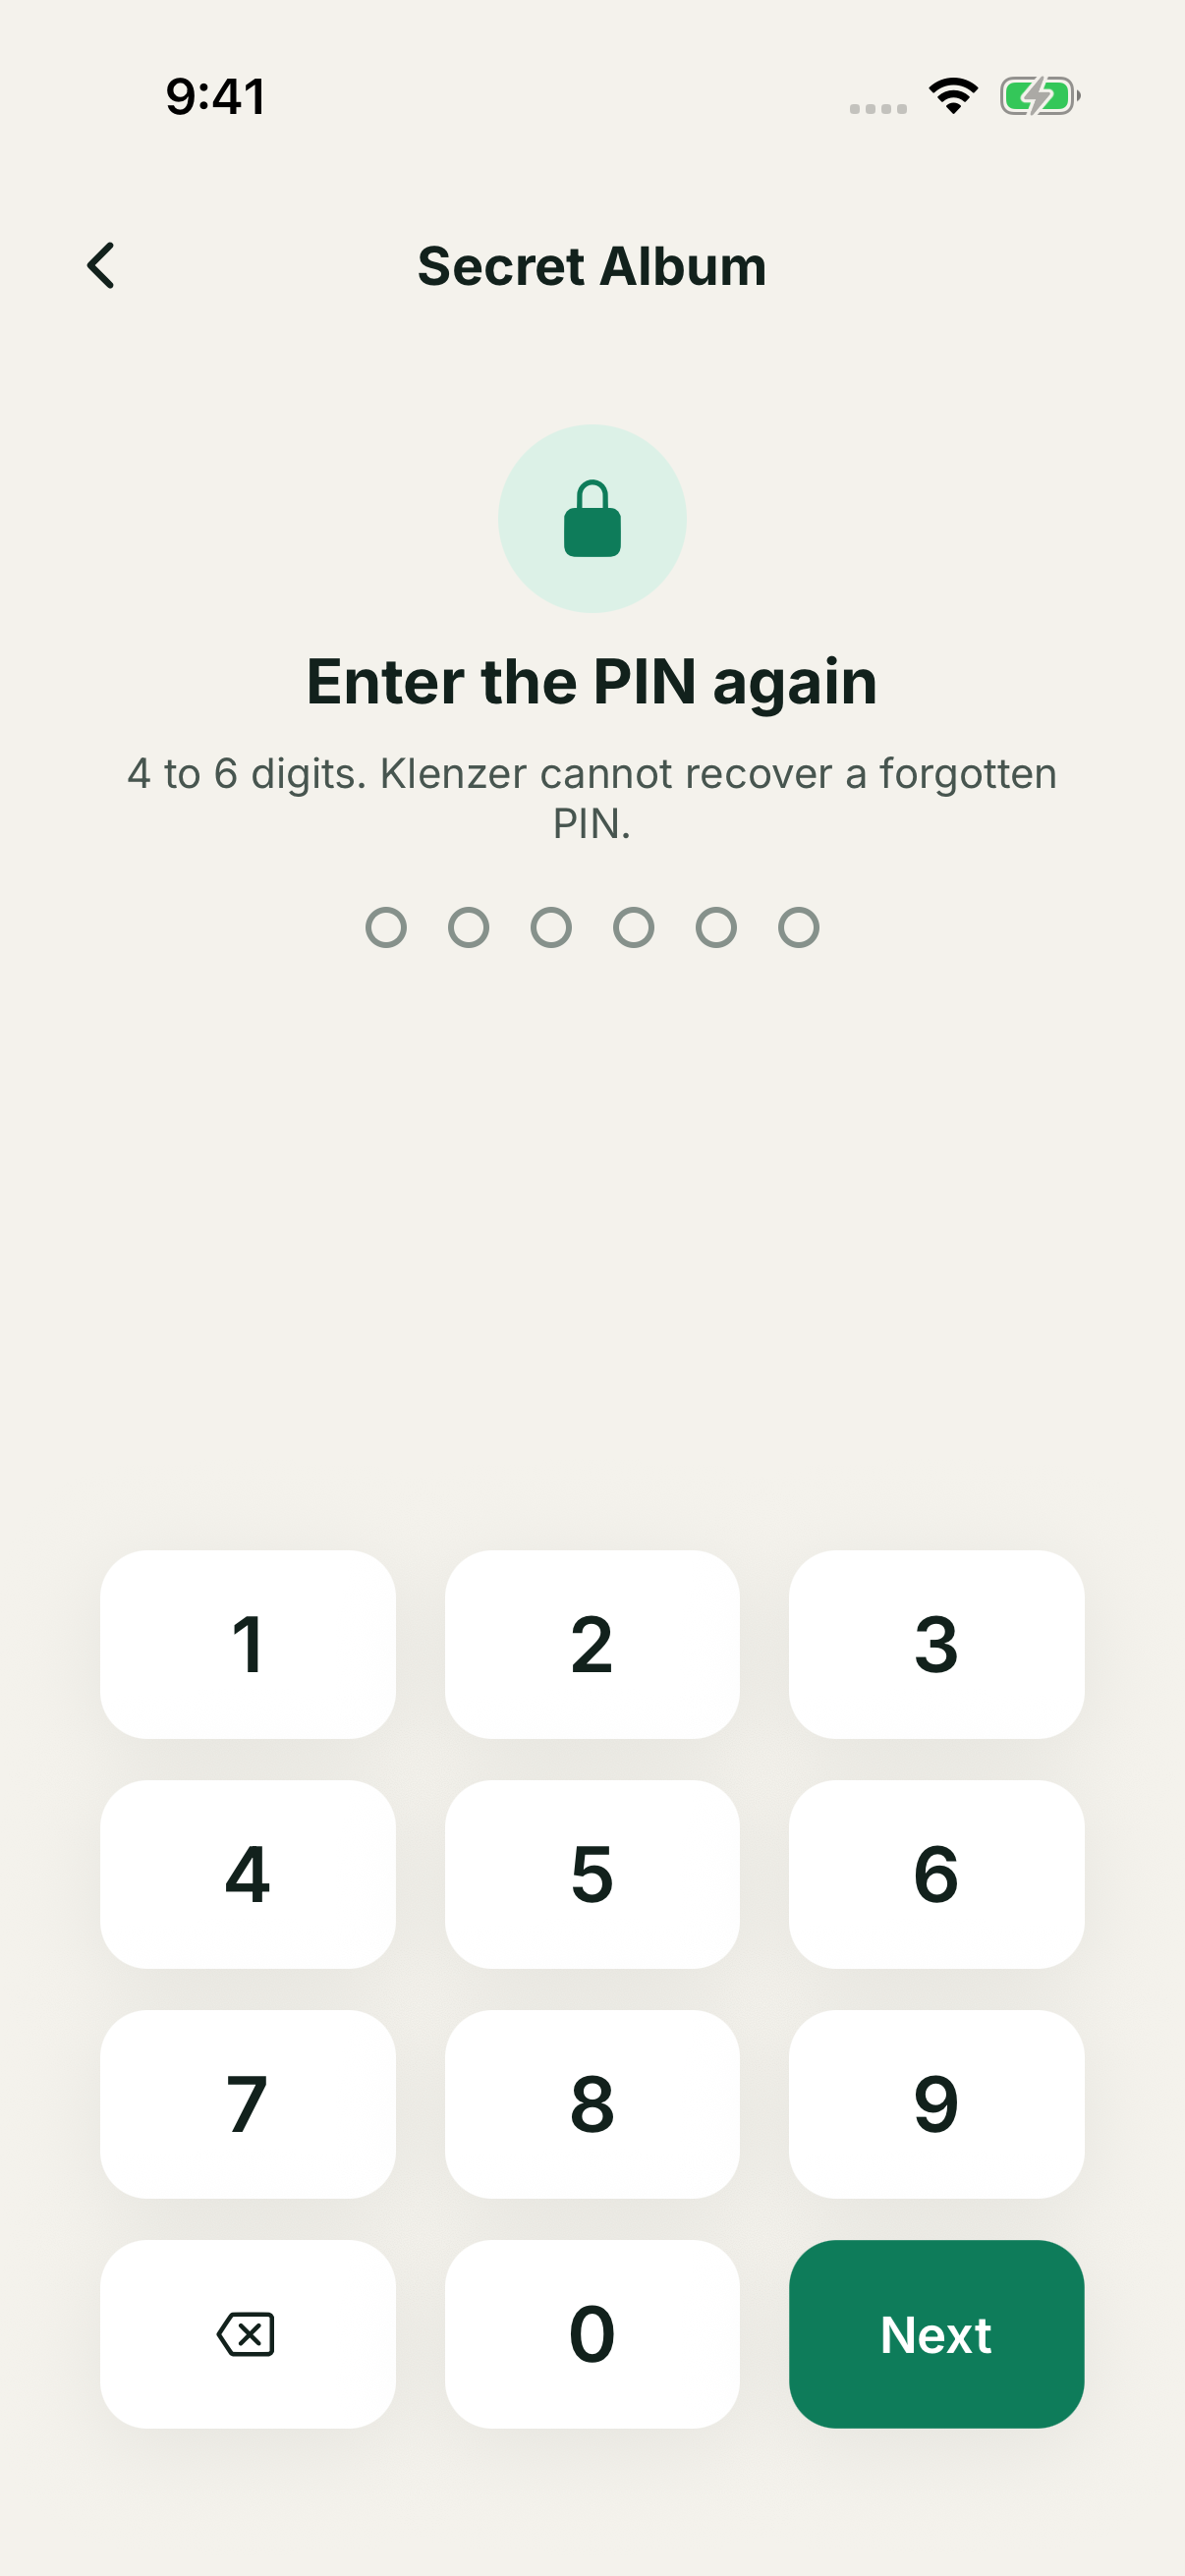 9:41
Secret Album
Enter the PIN again
4 to 6 digits. Klenzer cannot recover a forgotten
PIN.
1 2 3
4 5 6
7 8 9
0 Next